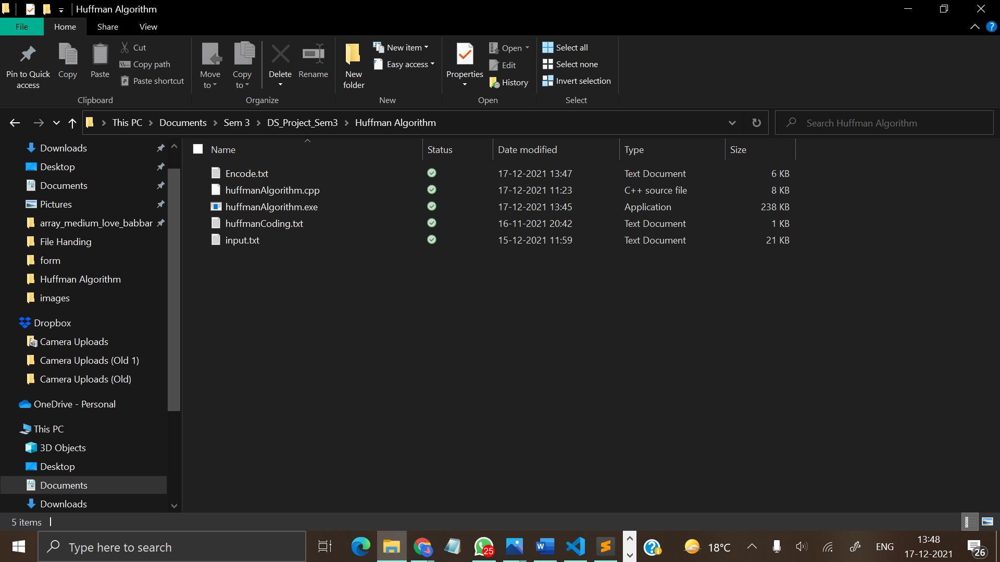 Huffman Algorithm
File Home Share View
Pin to Quick access
Copy
Paste
Cut
Copy path
Paste shortcut
Clipboard
Move to
Copy to
Delete
Rename
Organize
New folder
New item
Easy access
New
Properties
Open
Edit
History
Open
Select all
Select none
Invert selection
Select
This PC > Documents > Sem 3 > DS_Project_Sem3 > Huffman Algorithm
Search Huffman Algorithm
Downloads
Desktop
Documents
Pictures
array_medium_love_babbar
File Handing
form
Huffman Algorithm
images
Dropbox
Camera Uploads
Camera Uploads (Old 1)
Camera Uploads (Old)
OneDrive - Personal
This PC
3D Objects
Desktop
Documents
Downloads
Name Status Date modified Type Size
Encode.txt 17-12-2021 13:47 Text Document 6 KB
huffmanAlgorithm.cpp 17-12-2021 11:23 C++ source file 8 KB
huffmanAlgorithm.exe 17-12-2021 13:45 Application 238 KB
huffmanCoding.txt 16-11-2021 20:42 Text Document 1 KB
input.txt 15-12-2021 11:59 Text Document 21 KB
5 items
Type here to search
25
18°C
ENG
13:48
17-12-2021
26